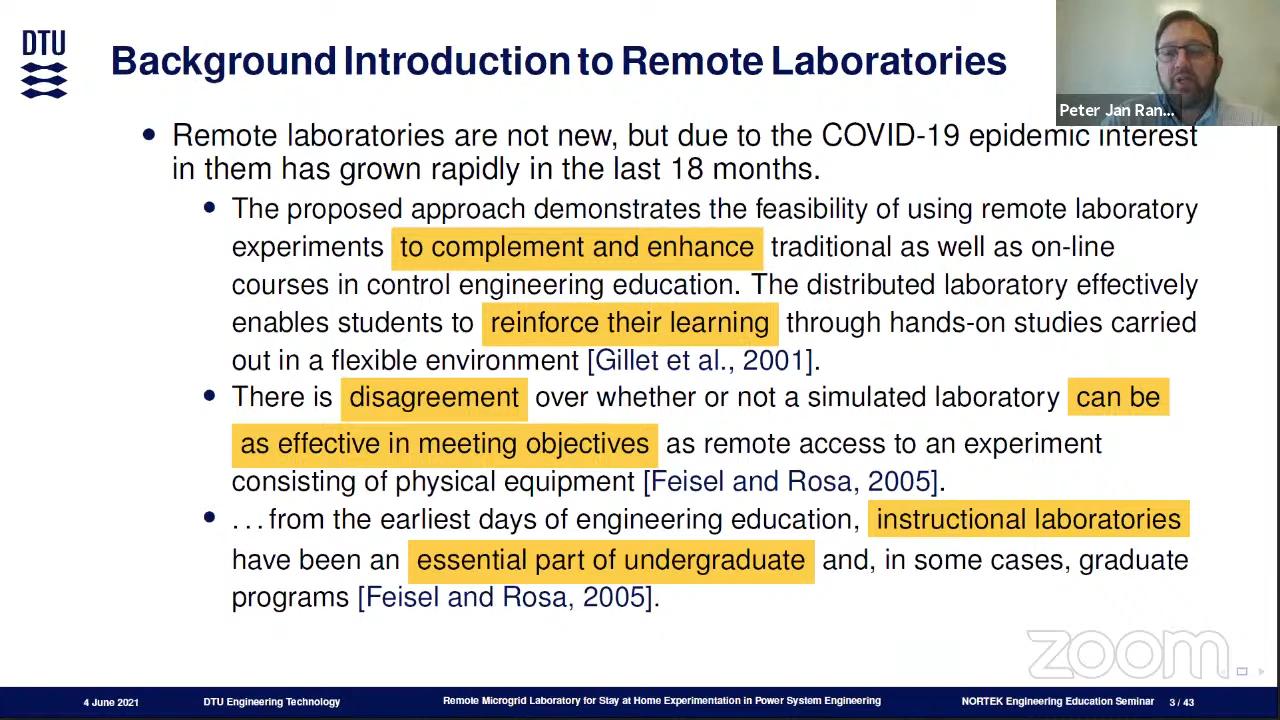 DTU
Background Introduction to Remote Laboratories
Peter Jan Ran...
• Remote laboratories are not new, but due to the COVID-19 epidemic interest
in them has grown rapidly in the last 18 months.
• The proposed approach demonstrates the feasibility of using remote laboratory
experiments to complement and enhance traditional as well as on-line
courses in control engineering education. The distributed laboratory effectively
enables students to reinforce their learning through hands-on studies carried
out in a flexible environment [Gillet et al., 2001].
• There is disagreement over whether or not a simulated laboratory can be
as effective in meeting objectives as remote access to an experiment
consisting of physical equipment [Feisel and Rosa, 2005].
• ...from the earliest days of engineering education, instructional laboratories
have been an essential part of undergraduate and, in some cases, graduate
programs [Feisel and Rosa, 2005].
zoom
4 June 2021 DTU Engineering Technology Remote Microgrid Laboratory for Stay at Home Experimentation in Power System Engineering NORTEK Engineering Education Seminar 3 / 43